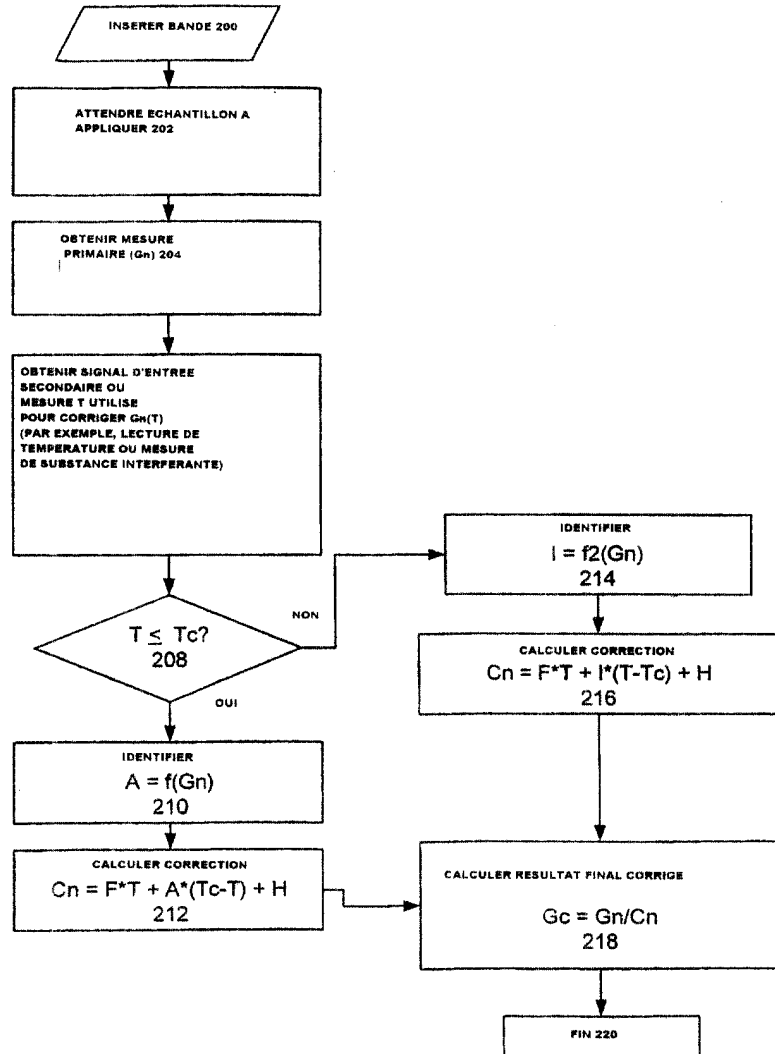 INSERER BANDE 200
ATTENDRE ECHANTILLON A
APPLIQUER 202
OBTENIR MESURE
PRIMAIRE (Gn) 204
OBTENIR SIGNAL D'ENTREE
SECONDAIRE OU
MESURE T UTILISE
POUR CORRIGER Gn(T)
(PAR EXEMPLE, LECTURE DE
TEMPERATURE OU MESURE
DE SUBSTANCE INTERFERANTE)
T ≤ Tc?
208
NON
OUI
IDENTIFIER
A = f(Gn)
210
CALCULER CORRECTION
Cn = F*T + A*(Tc-T) + H
212
IDENTIFIER
I = f2(Gn)
214
CALCULER CORRECTION
Cn = F*T + I*(T-Tc) + H
216
CALCULER RESULTAT FINAL CORRIGE
Gc = Gn/Cn
218
FIN 220